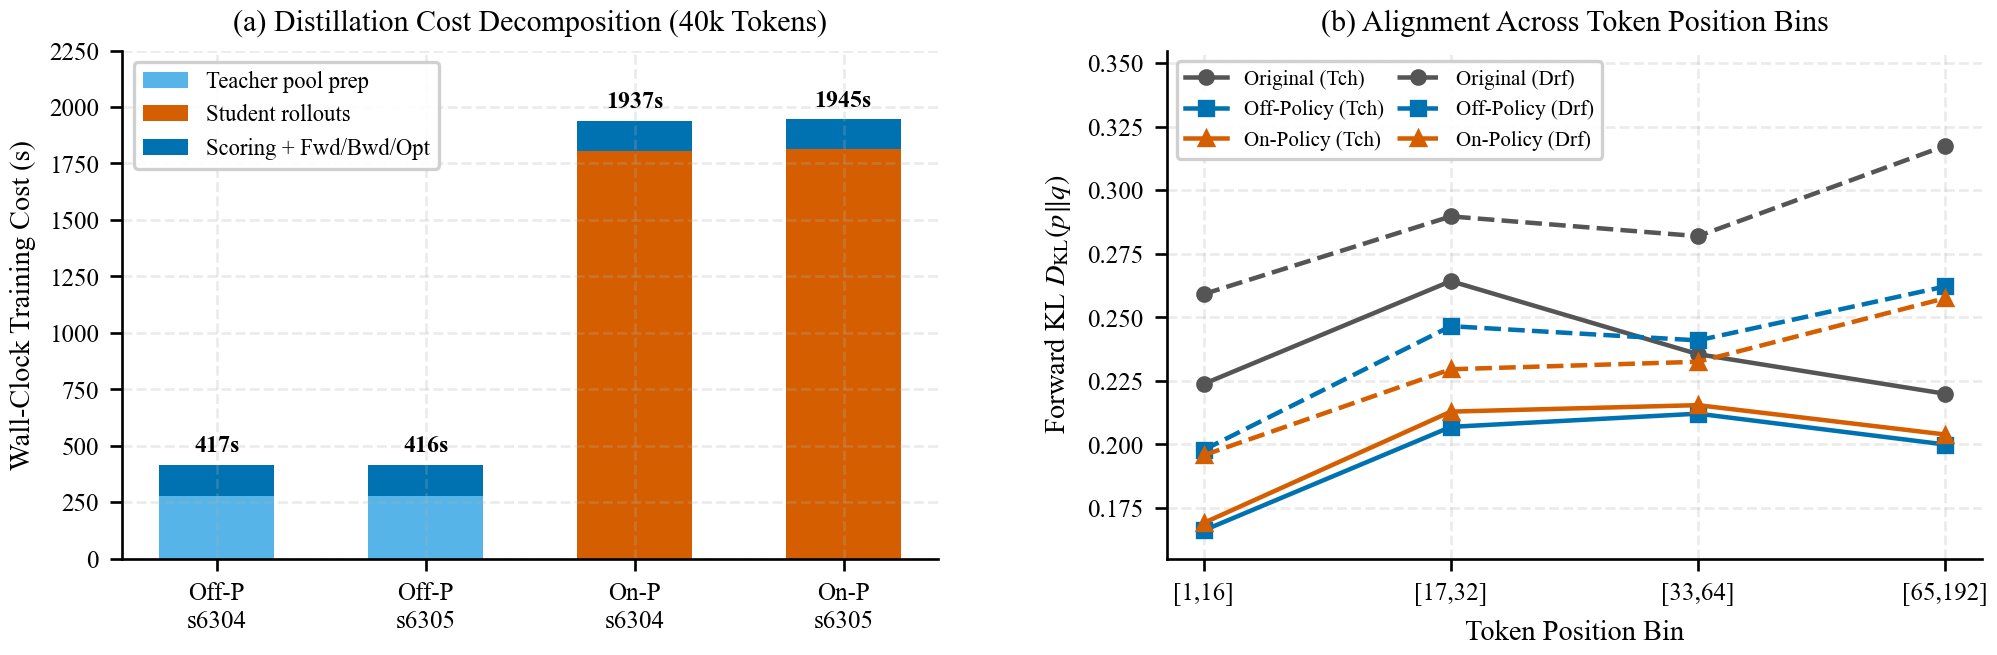 (a) Distillation Cost Decomposition (40k Tokens)
Wall-Clock Training Cost (s)
2250
2000
1750
1500
1250
1000
750
500
250
0
Teacher pool prep
Student rollouts
Scoring + Fwd/Bwd/Opt
417s
416s
1937s
1945s
Off-P
s6304
Off-P
s6305
On-P
s6304
On-P
s6305
(b) Alignment Across Token Position Bins
Forward KL D_KL(p∥q)
0.350
0.325
0.300
0.275
0.250
0.225
0.200
0.175
Original (Tch)
Off-Policy (Tch)
On-Policy (Tch)
Original (Drf)
Off-Policy (Drf)
On-Policy (Drf)
[1,16]
[17,32]
[33,64]
[65,192]
Token Position Bin